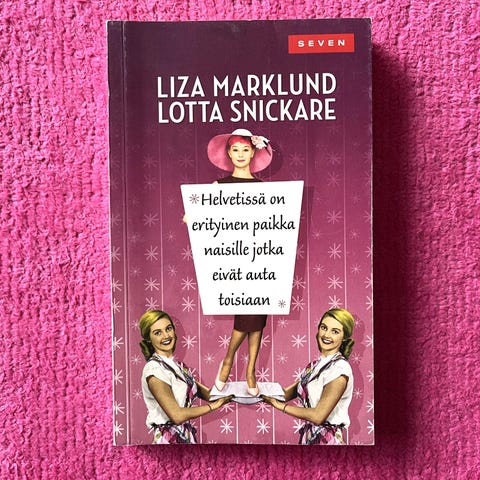 SEVEN
LIZA MARKLUND
LOTTA SNICKARE
*Helvetissä on
erityinen paikka
naisille jotka
eivät auta
toisiaan *